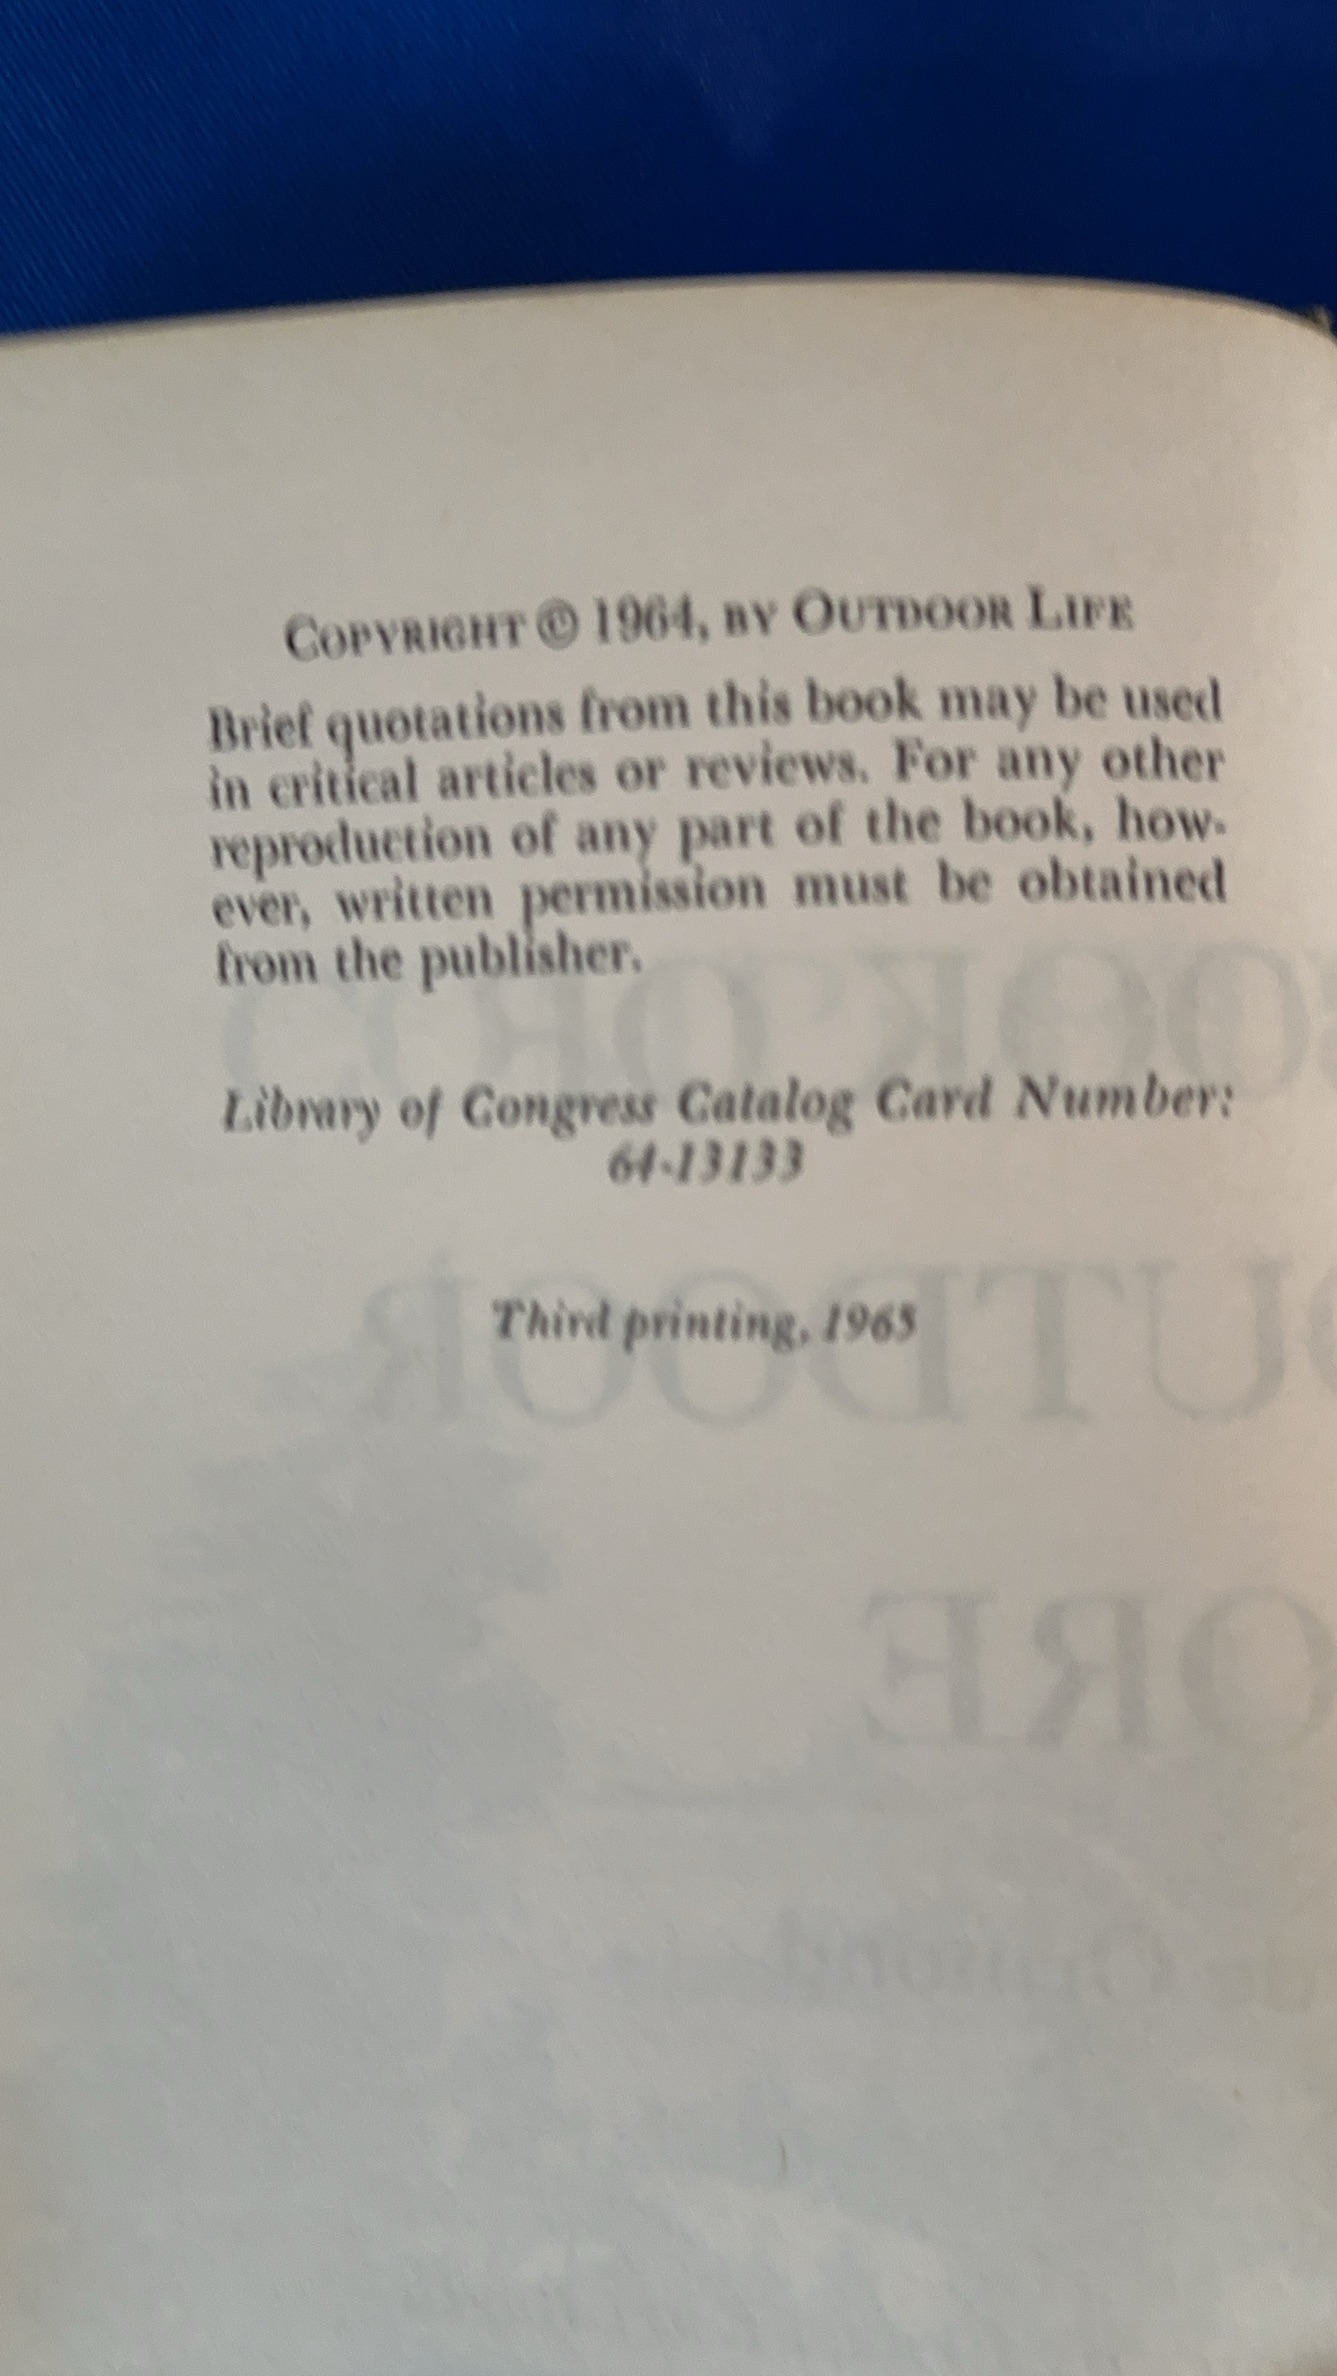 COPYRIGHT © 1964, BY OUTDOOR LIFE
Brief quotations from this book may be used
in critical articles or reviews. For any other
reproduction of any part of the book, how-
ever, written permission must be obtained
from the publisher.
Library of Congress Catalog Card Number:
64-13133
Third printing, 1965